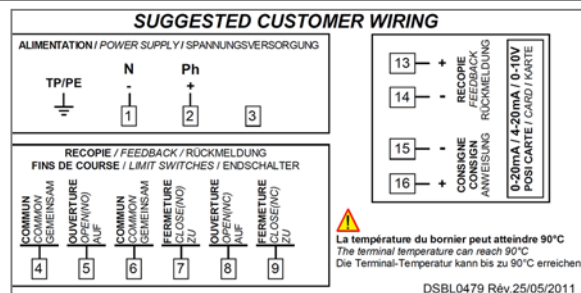 SUGGESTED CUSTOMER WIRING
ALIMENTATION / POWER SUPPLY / SPANNUNGSVERSORGUNG
TP/PE
N
-
1
Ph
+
2
3
RECOPIE / FEEDBACK / RÜCKMELDUNG
FINS DE COURSE / LIMIT SWITCHES / ENDSCHALTER
COMMUN
COMMON
GEMEINSAM
4
OUVERTURE
OPEN(NO)
AUF
5
COMMUN
COMMON
GEMEINSAM
6
FERMETURE
CLOSE(NO)
ZU
7
OUVERTURE
OPEN(NC)
AUF
8
FERMETURE
CLOSE(NC)
ZU
9
13 +
14 -
RECOPIE
FEEDBACK
RÜCKMELDUNG
15 -
16 +
CONSIGNE
CONSIGN
ANWEISUNG
0-20mA / 4-20mA / 0-10V
POSI CARTE / CARD / KARTE
!
La température du bornier peut atteindre 90°C
The terminal temperature can reach 90°C
Die Terminal-Temperatur kann bis zu 90°C erreichen
DSBL0479 Rév.25/05/2011